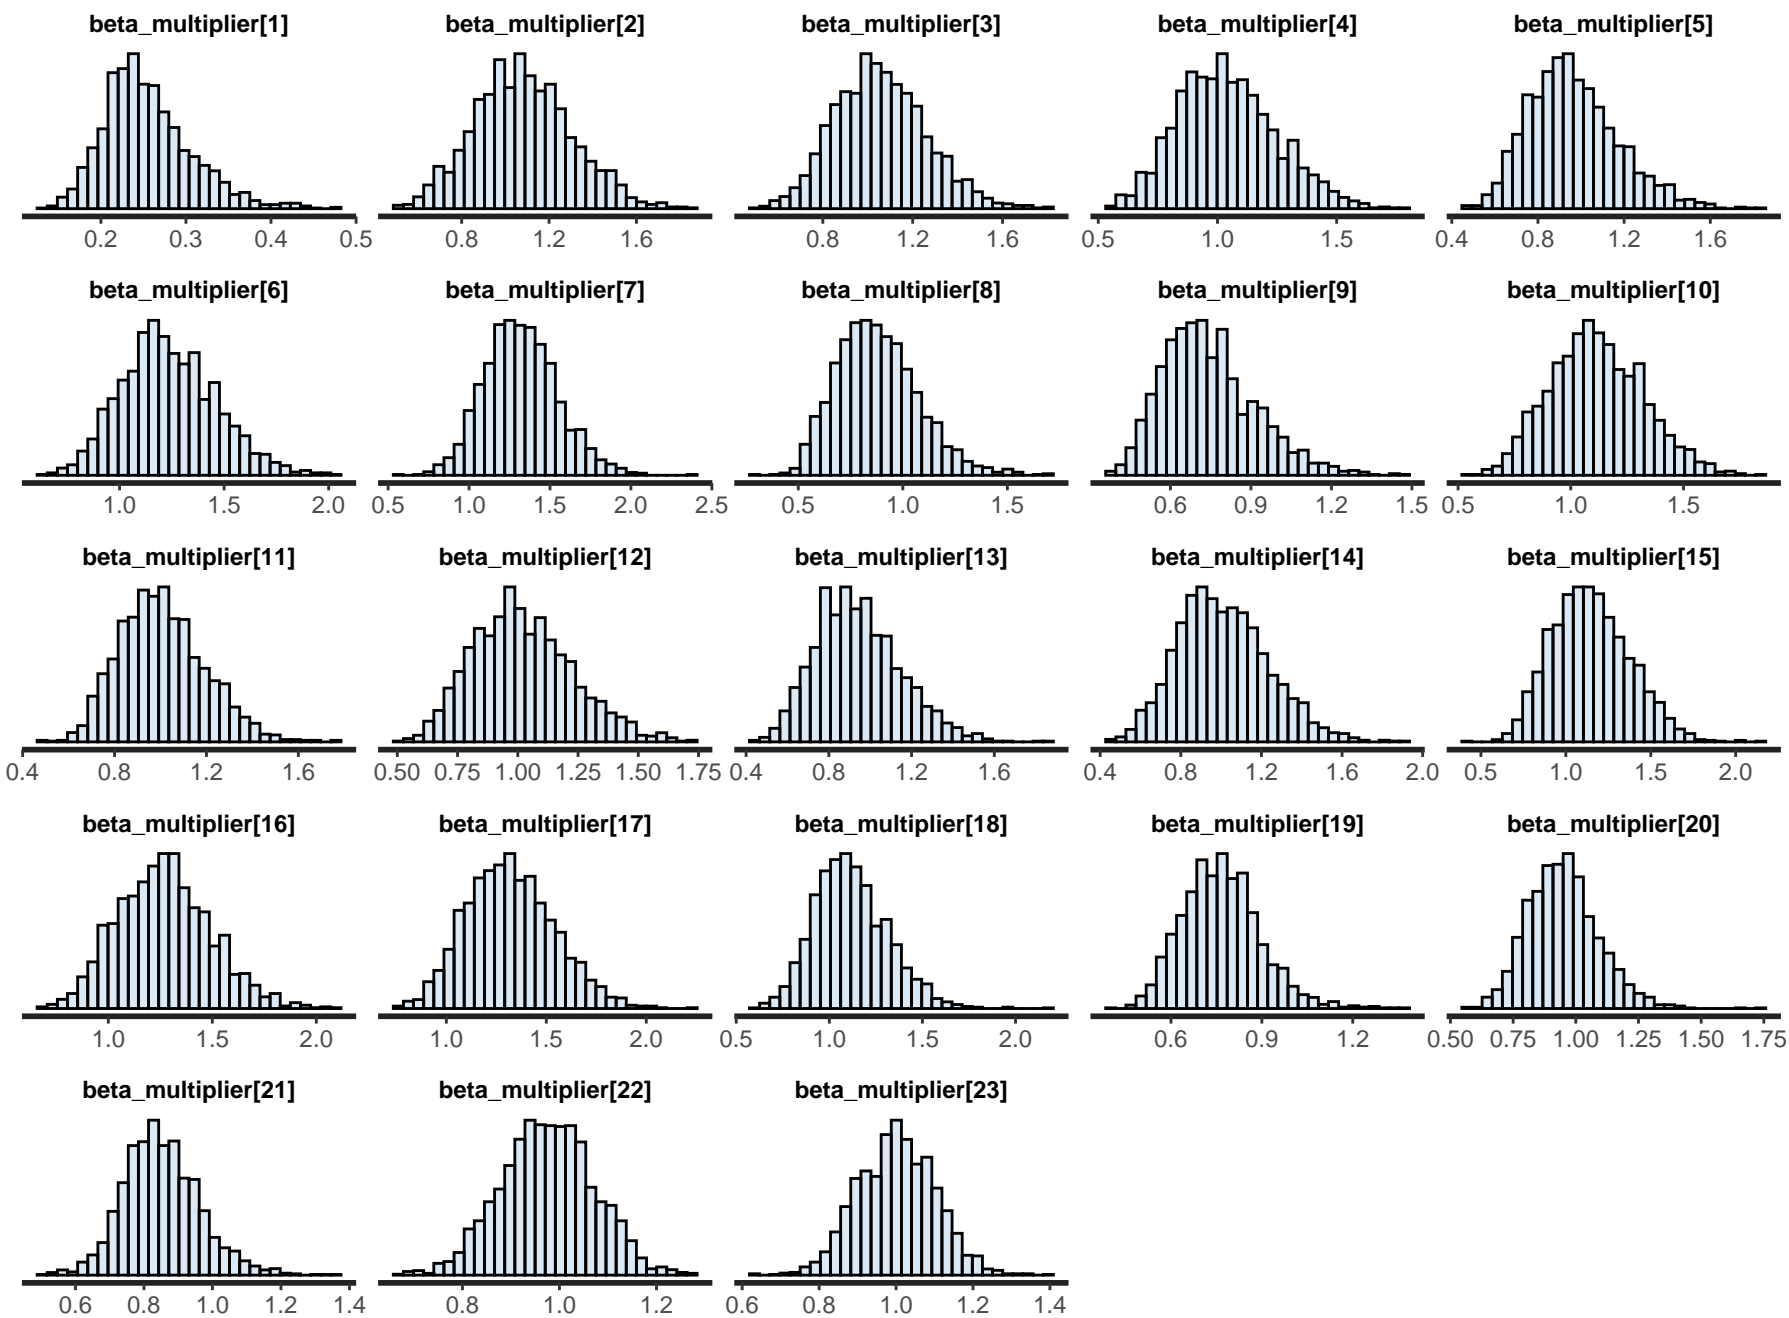 beta_multiplier[1] beta_multiplier[2] beta_multiplier[3] beta_multiplier[4] beta_multiplier[5]
0.2 0.3 0.4 0.5 0.8 1.2 1.6 0.8 1.2 1.6 0.5 1.0 1.5 0.4 0.8 1.2 1.6
beta_multiplier[6] beta_multiplier[7] beta_multiplier[8] beta_multiplier[9] beta_multiplier[10]
1.0 1.5 2.0 0.5 1.0 1.5 2.0 2.5 0.5 1.0 1.5 0.6 0.9 1.2 1.5 0.5 1.0 1.5
beta_multiplier[11] beta_multiplier[12] beta_multiplier[13] beta_multiplier[14] beta_multiplier[15]
0.4 0.8 1.2 1.6 0.50 0.75 1.00 1.25 1.50 1.75 0.4 0.8 1.2 1.6 0.4 0.8 1.2 1.6 2.0 0.5 1.0 1.5 2.0
beta_multiplier[16] beta_multiplier[17] beta_multiplier[18] beta_multiplier[19] beta_multiplier[20]
1.0 1.5 2.0 1.0 1.5 2.0 0.5 1.0 1.5 2.0 0.6 0.9 1.2 0.50 0.75 1.00 1.25 1.50 1.75
beta_multiplier[21] beta_multiplier[22] beta_multiplier[23]
0.6 0.8 1.0 1.2 1.4 0.8 1.0 1.2 0.6 0.8 1.0 1.2 1.4